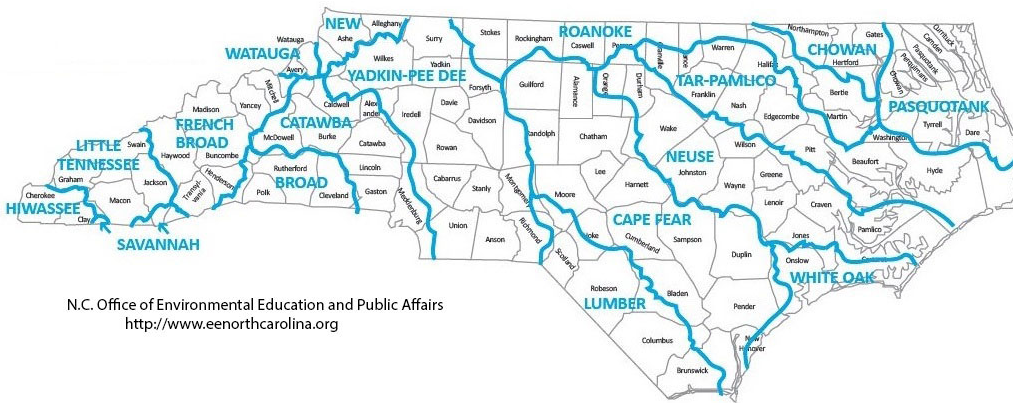 NEW
Alleghany
Ashe
Watauga
WATAUGA
Surry
Stokes
Rockingham
ROANOKE
Caswell
Person
Granville
Vance
Warren
Northampton
Gates
CHOWAN
Hertford
Currituck
Camden
Pasquotank
Perquimans
Chowan
Halifax
Bertie
PASQUOTANK
Avery
Mitchell
Wilkes
Yadkin
YADKIN-PEE DEE
Forsyth
Guilford
Alamance
Orange
Durham
TAR-PAMLICO
Franklin
Nash
Edgecombe
Martin
Washington
Tyrrell
Dare
Madison
Yancey
FRENCH
BROAD
Caldwell
Alex
ander
CATAWBA
McDowell
Burke
Catawba
Iredell
Davie
Davidson
Rowan
Randolph
Chatham
Wake
Wilson
Pitt
Beaufort
Hyde
LITTLE
TENNESSEE
Swain
Haywood
Buncombe
Rutherford
BROAD
Lincoln
Polk
Cleveland
Gaston
Cabarrus
Stanly
Montgomery
Moore
Lee
Harnett
NEUSE
Johnston
Wayne
Greene
Lenoir
Craven
Pamlico
Graham
Cherokee
HIWASSEE
Clay
Macon
Jackson
Transyl-
vania
Henderson
SAVANNAH
Mecklenburg
Union
Anson
Richmond
Scotland
Hoke
CAPE FEAR
Cumberland
Sampson
Duplin
Jones
Onslow
Carteret
WHITE OAK
Robeson
LUMBER
Bladen
Pender
New
Hanover
Columbus
Brunswick
N.C. Office of Environmental Education and Public Affairs
http://www.eenorthcarolina.org